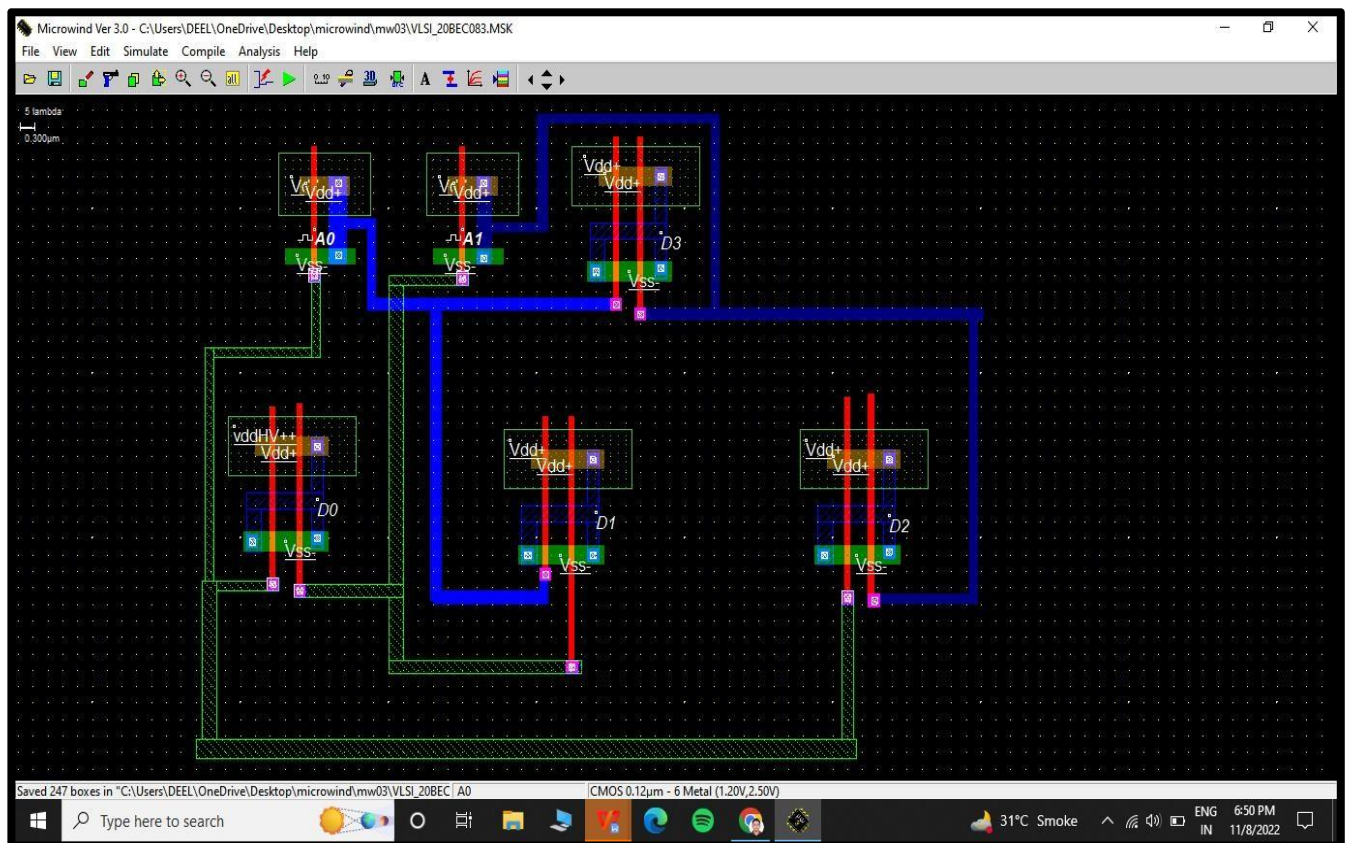 Microwind Ver 3.0 - C:\Users\DEEL\OneDrive\Desktop\microwind\mw03\VLSI_20BEC083.MSK
File View Edit Simulate Compile Analysis Help
5 lambda
0.300µm
Vdd+
Vdd+
Vdd+
Vdd+
A0
A1
D3
Vss-
Vss-
Vss-
vddHV++
Vdd+
Vdd+
Vdd+
Vdd+
Vdd+
D0
D1
D2
Vss-
Vss-
Vss-
Saved 247 boxes in "C:\Users\DEEL\OneDrive\Desktop\microwind\mw03\VLSI_20BEC A0 CMOS 0.12µm - 6 Metal (1.20V,2.50V)
Type here to search
31°C Smoke
ENG
IN
6:50 PM
11/8/2022